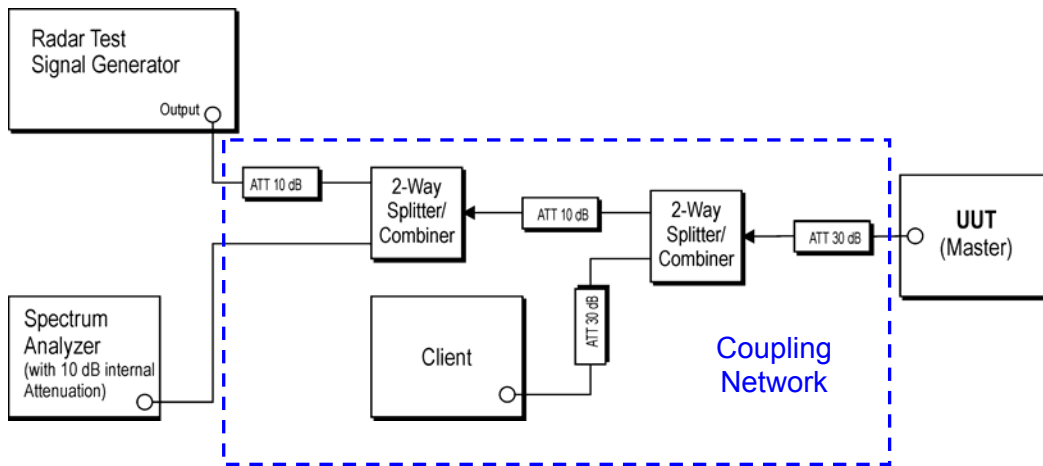 Radar Test
Signal Generator
Output
ATT 10 dB
2-Way
Splitter/
Combiner
ATT 10 dB
2-Way
Splitter/
Combiner
ATT 30 dB
UUT
(Master)
Spectrum
Analyzer
(with 10 dB internal
Attenuation)
Client
ATT 30 dB
Coupling
Network